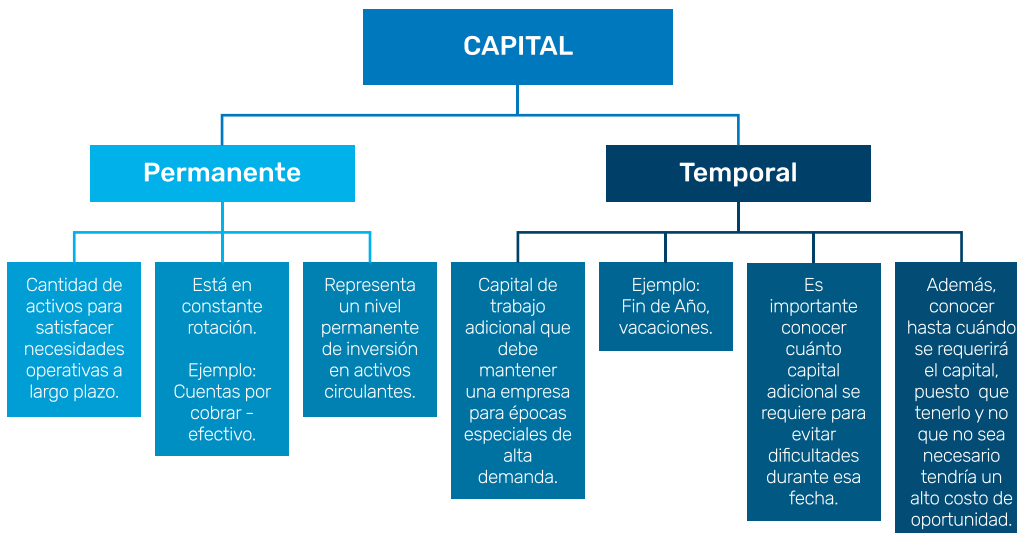 CAPITAL
Permanente
Temporal
Cantidad de
activos para
satisfacer
necesidades
operativas a
largo plazo.
Está en
constante
rotación.
Ejemplo:
Cuentas por
cobrar -
efectivo.
Representa
un nivel
permanente
de inversión
en activos
circulantes.
Capital de
trabajo
adicional que
debe
mantener
una empresa
para épocas
especiales de
alta
demanda.
Ejemplo:
Fin de Año,
vacaciones.
Es
importante
conocer
cuánto
capital
adicional se
requiere para
evitar
dificultades
durante esa
fecha.
Además,
conocer
hasta cuándo
se requerirá
el capital,
puesto que
tenerlo y no
que no sea
necesario
tendría un
alto costo de
oportunidad.